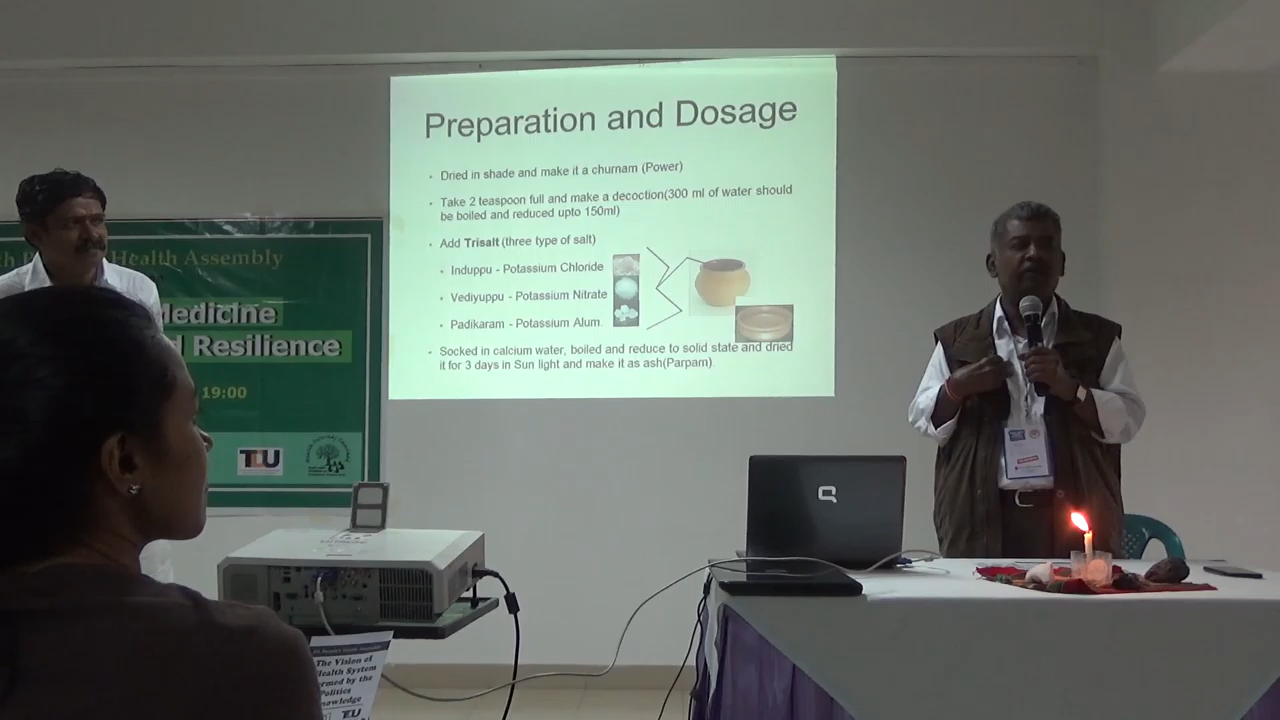 Preparation and Dosage
Dried in shade and make it a churnam (Power)
Take 2 teaspoon full and make a decoction(300 ml of water should
be boiled and reduced upto 150ml)
Add Trisalt (three type of salt)
Induppu - Potassium Chloride
Vediyuppu - Potassium Nitrate
Padikaram - Potassium Alum.
Socked in calcium water, boiled and reduce to solid state and dried
it for 3 days in Sun light and make it as ash(Parpam).
Health Assembly
Medicine
Resilience
19:00
The Vision of
Health System
by the
Politics